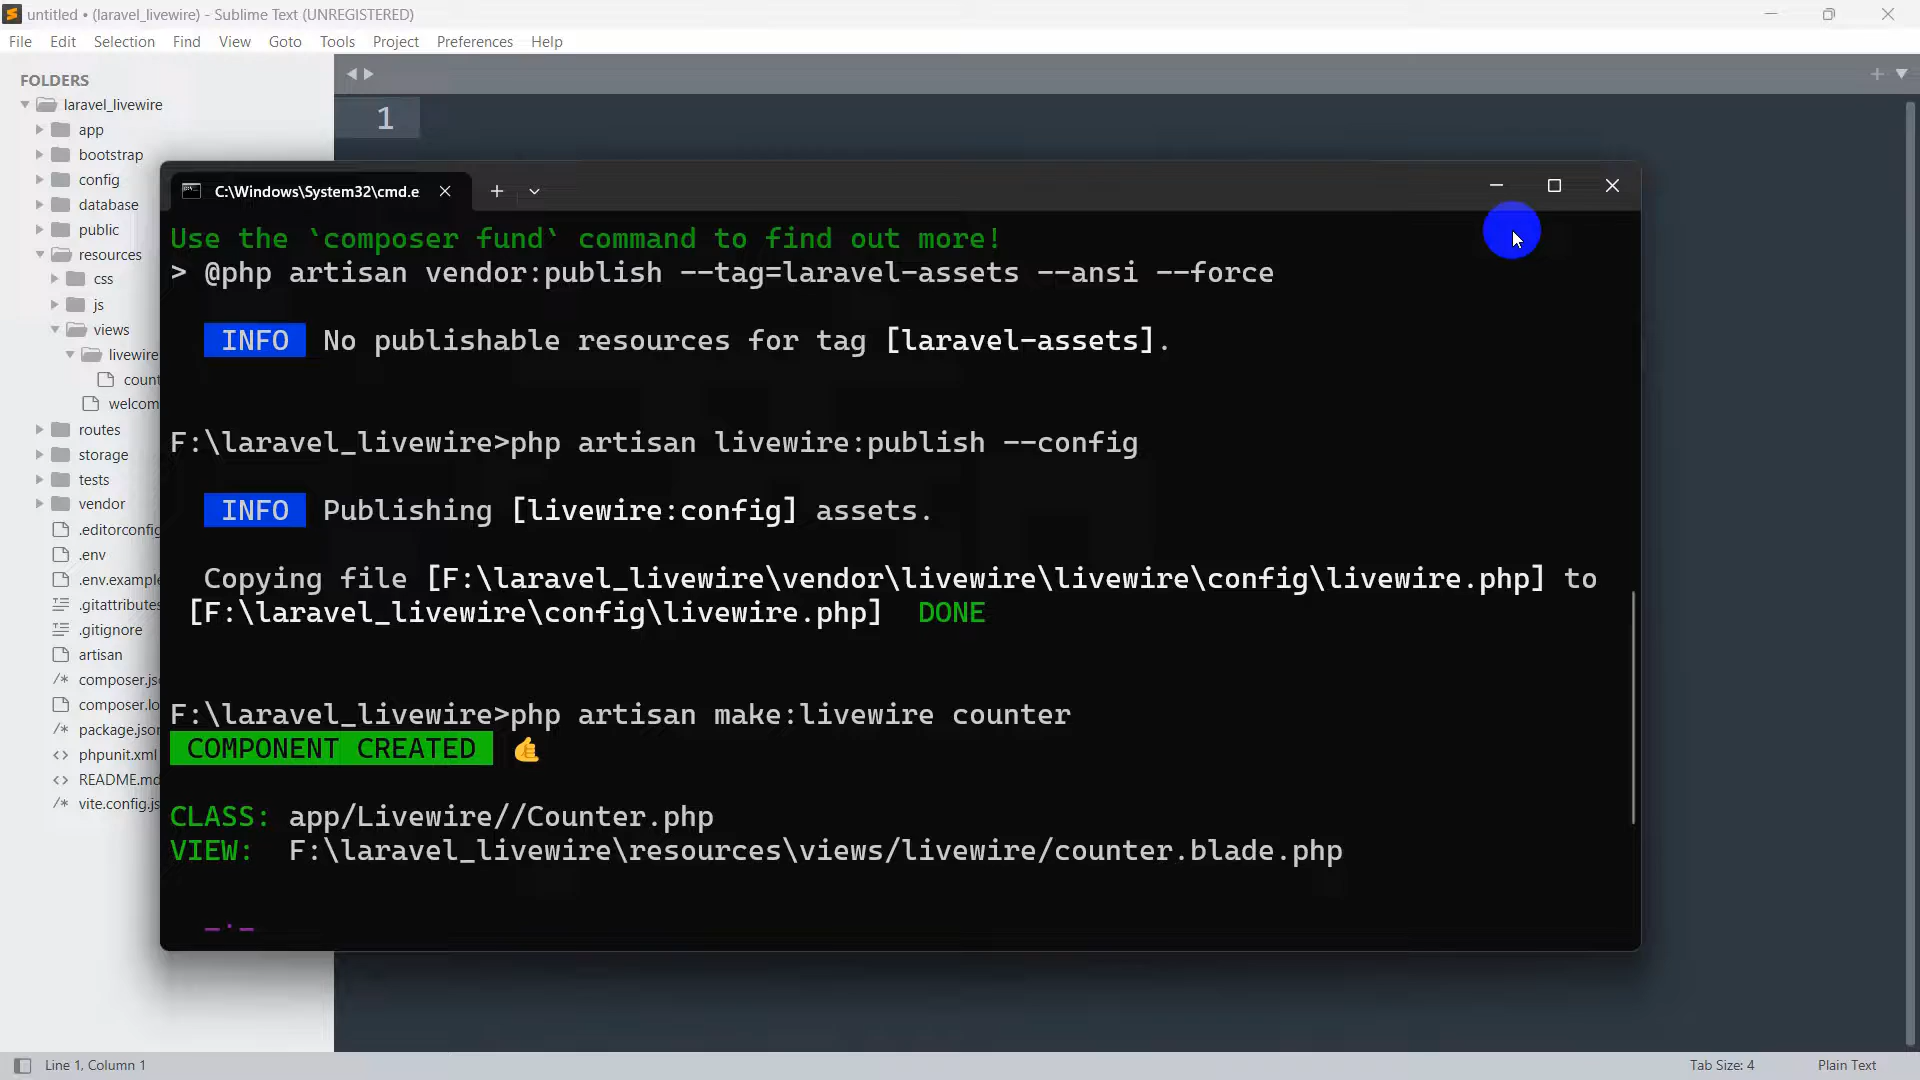 untitled • (laravel_livewire) - Sublime Text (UNREGISTERED)
File Edit Selection Find View Goto Tools Project Preferences Help
FOLDERS
laravel_livewire
app
bootstrap
config
database
public
resources
css
js
views
livewire
count
welcom
routes
storage
tests
vendor
.editorconfig
.env
.env.example
.gitattributes
.gitignore
artisan
composer.js
composer.lo
package.json
phpunit.xml
README.md
vite.config.js
1
C:\Windows\System32\cmd.e
Use the `composer fund` command to find out more!
> @php artisan vendor:publish --tag=laravel-assets --ansi --force
INFO No publishable resources for tag [laravel-assets].
F:\laravel_livewire>php artisan livewire:publish --config
INFO Publishing [livewire:config] assets.
Copying file [F:\laravel_livewire\vendor\livewire\livewire\config\livewire.php] to
[F:\laravel_livewire\config\livewire.php] DONE
F:\laravel_livewire>php artisan make:livewire counter
COMPONENT CREATED 👍
CLASS: app/Livewire//Counter.php
VIEW: F:\laravel_livewire\resources\views/livewire/counter.blade.php
_._
Line 1, Column 1
Tab Size: 4
Plain Text